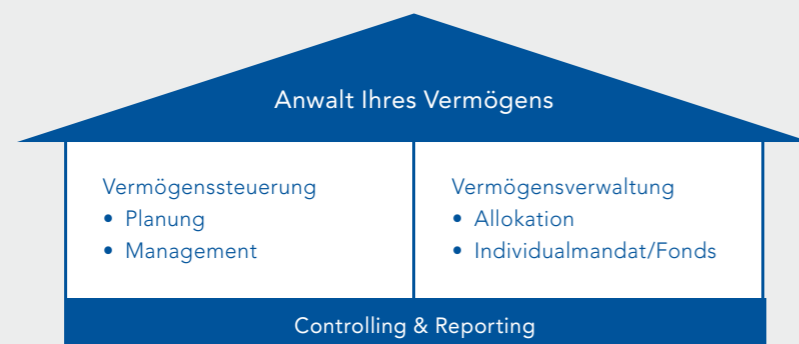 Anwalt Ihres Vermögens
Vermögenssteuerung
• Planung
• Management
Vermögensverwaltung
• Allokation
• Individualmandat/Fonds
Controlling & Reporting